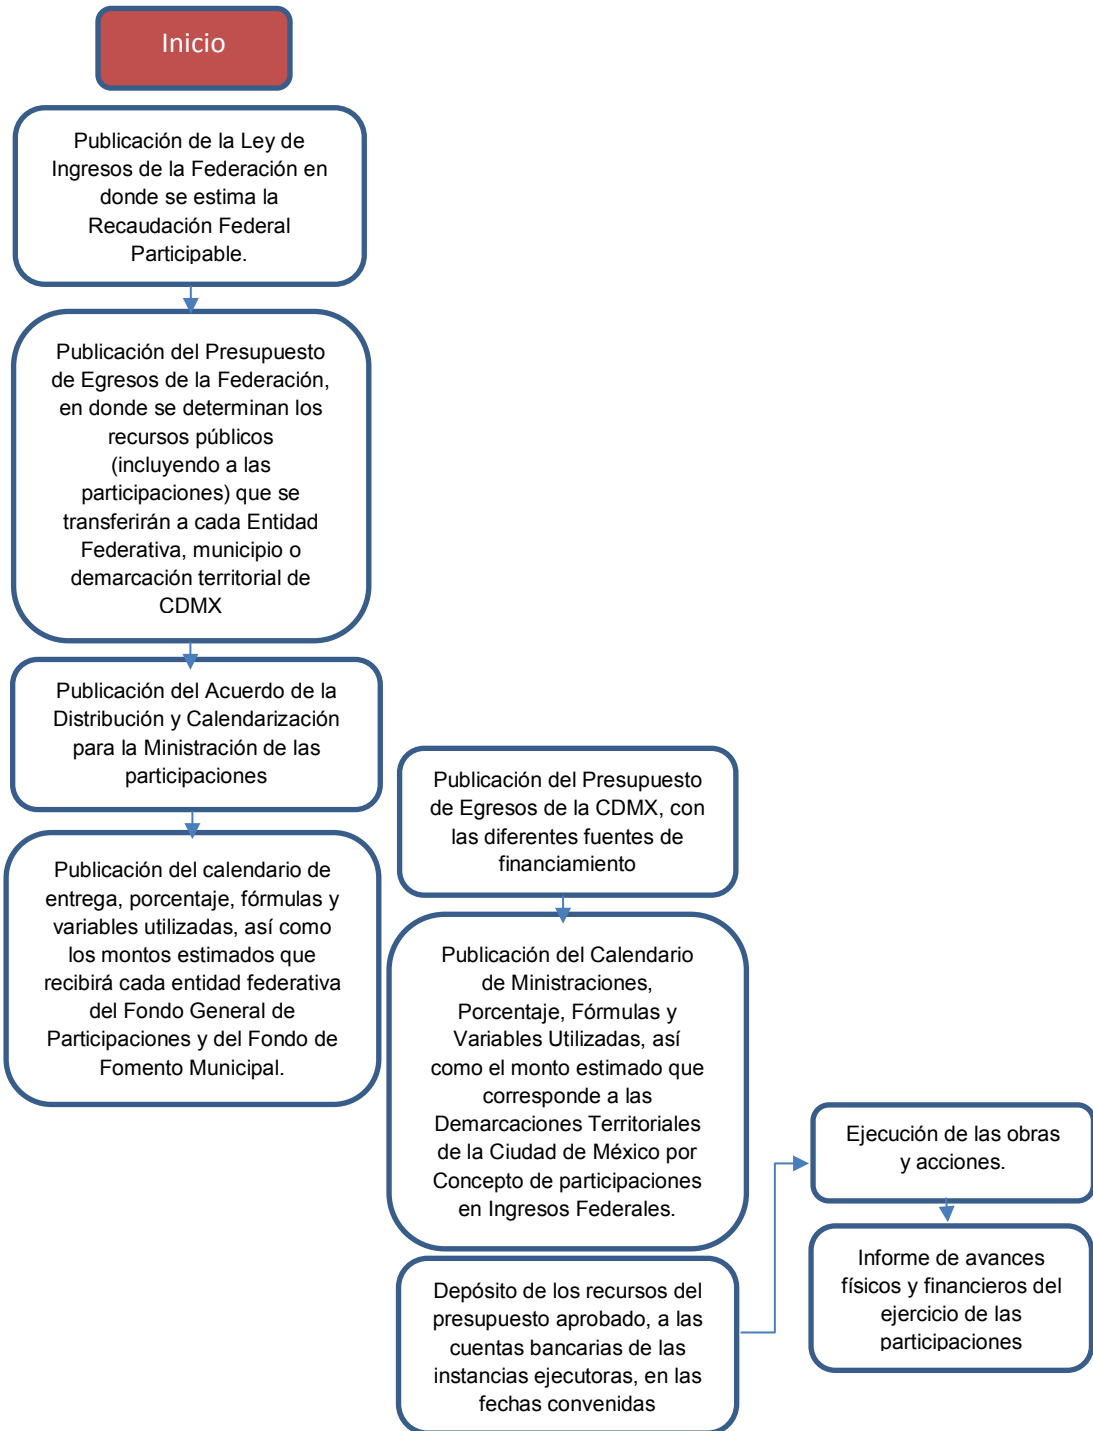 Inicio
Publicación de la Ley de
Ingresos de la Federación en
donde se estima la
Recaudación Federal
Participable.
Publicación del Presupuesto
de Egresos de la Federación,
en donde se determinan los
recursos públicos
(incluyendo a las
participaciones) que se
transferirán a cada Entidad
Federativa, municipio o
demarcación territorial de
CDMX
Publicación del Acuerdo de la
Distribución y Calendarización
para la Ministración de las
participaciones
Publicación del calendario de
entrega, porcentaje, fórmulas y
variables utilizadas, así como
los montos estimados que
recibirá cada entidad federativa
del Fondo General de
Participaciones y del Fondo de
Fomento Municipal.
Publicación del Presupuesto
de Egresos de la CDMX, con
las diferentes fuentes de
financiamiento
Publicación del Calendario
de Ministraciones,
Porcentaje, Fórmulas y
Variables Utilizadas, así
como el monto estimado que
corresponde a las
Demarcaciones Territoriales
de la Ciudad de México por
Concepto de participaciones
en Ingresos Federales.
Depósito de los recursos del
presupuesto aprobado, a las
cuentas bancarias de las
instancias ejecutoras, en las
fechas convenidas
Ejecución de las obras
y acciones.
Informe de avances
físicos y financieros del
ejercicio de las
participaciones